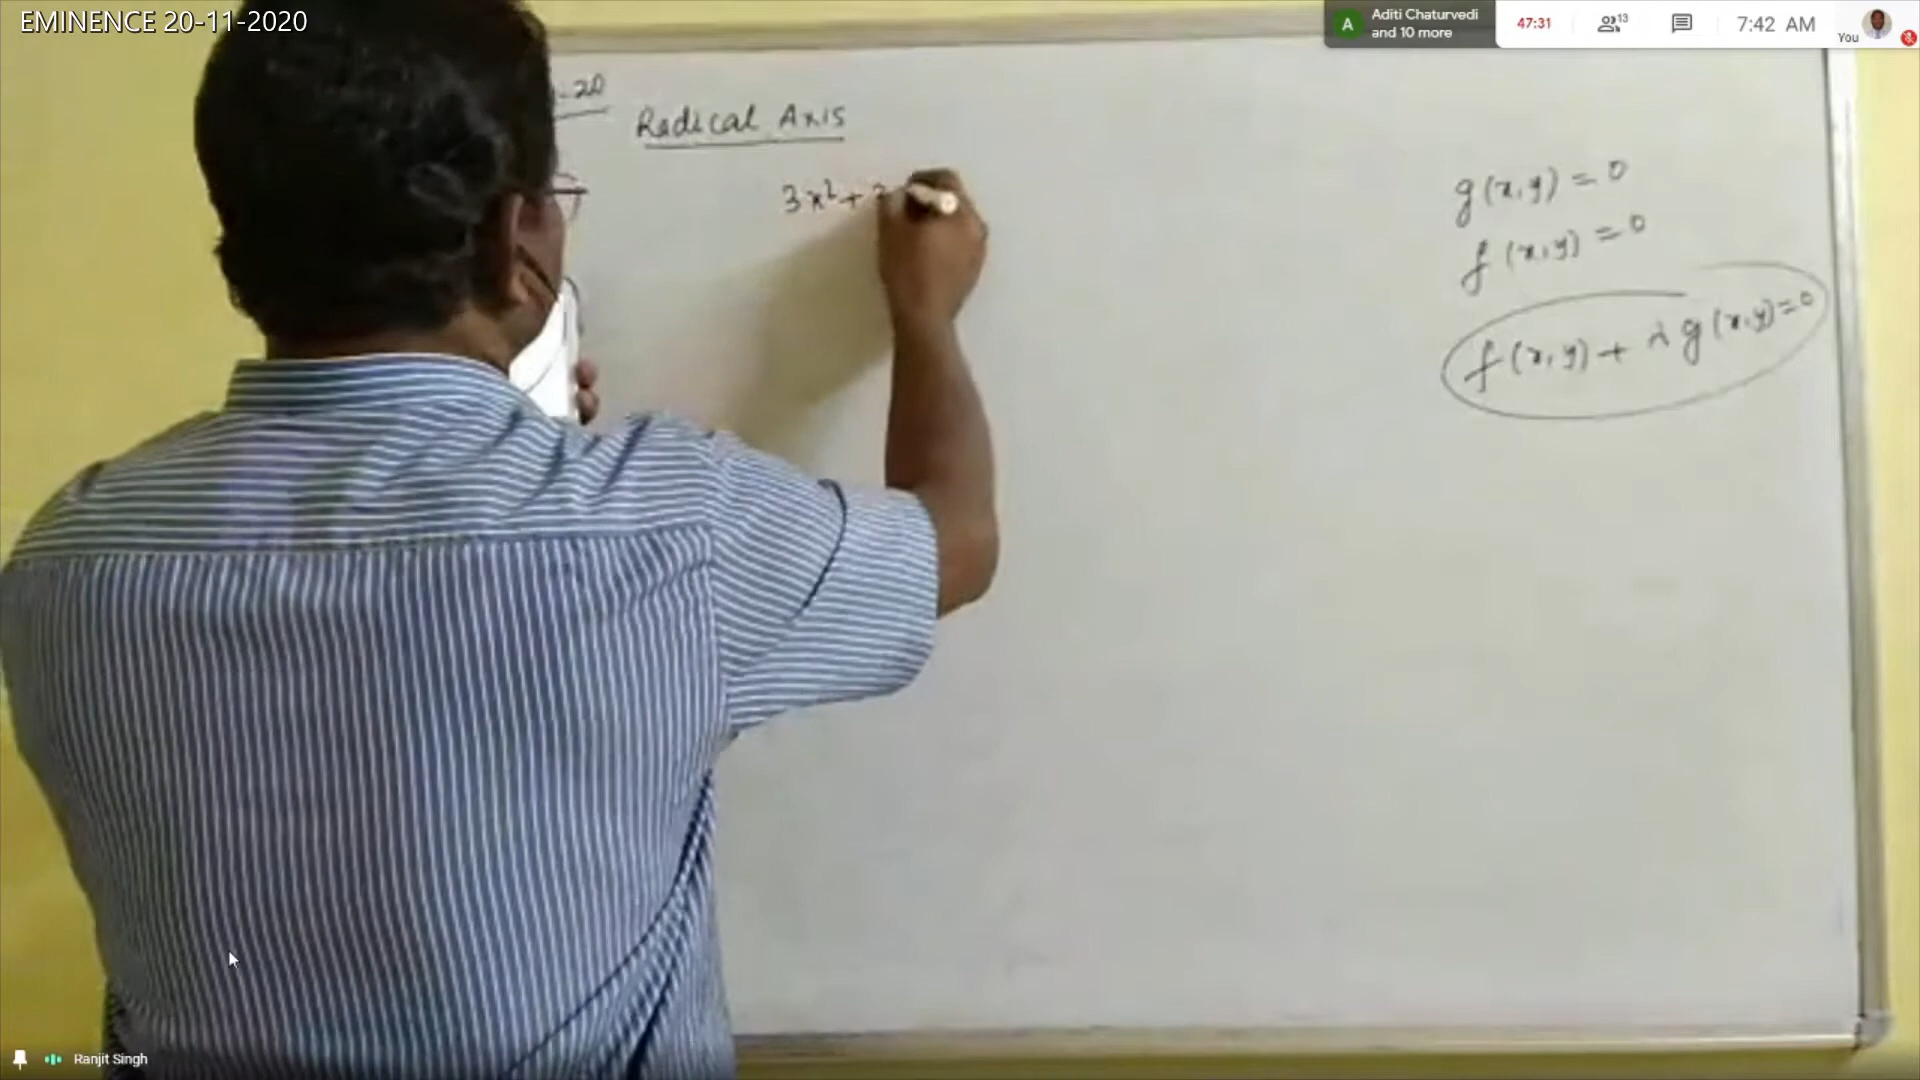 EMINENCE 20-11-2020
A Aditi Chaturvedi
and 10 more
47:31
13
7:42 AM
You
-20
Radical Axis
3x² +
g(x,y) = 0
f(x,y) = 0
f(x,y) + λ g(x,y) = 0
Ranjit Singh